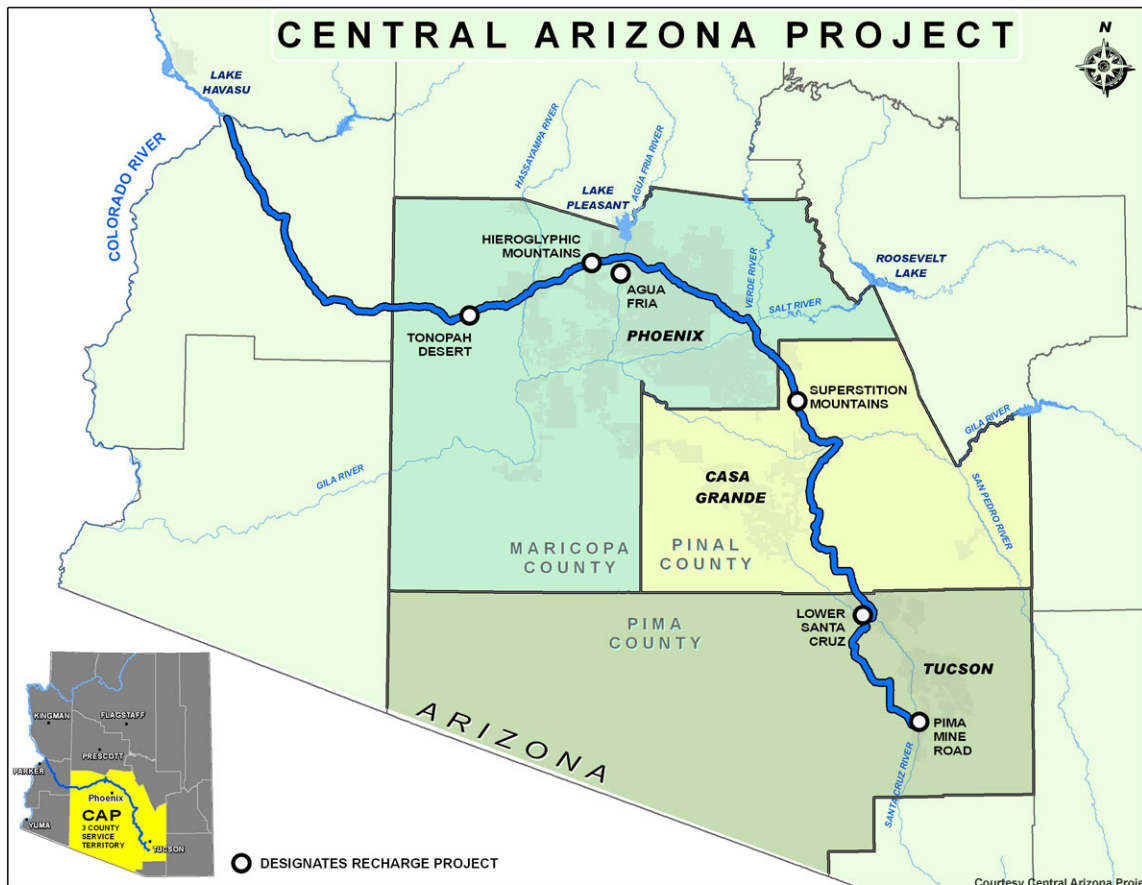 CENTRAL ARIZONA PROJECT
N
LAKE
HAVASU
COLORADO RIVER
HASSAYAMPA RIVER
AGUA FRIA RIVER
LAKE
PLEASANT
HIEROGLYPHIC
MOUNTAINS
AGUA
FRIA
VERDE RIVER
ROOSEVELT
LAKE
SALT RIVER
TONOPAH
DESERT
PHOENIX
SUPERSTITION
MOUNTAINS
GILA RIVER
GILA RIVER
SAN PEDRO RIVER
CASA
GRANDE
MARICOPA
COUNTY
PINAL
COUNTY
PIMA
COUNTY
LOWER
SANTA
CRUZ
TUCSON
PIMA
MINE
ROAD
SANTA CRUZ RIVER
ARIZONA
KINGMAN
FLAGSTAFF
PRESCOTT
PARKER
Phoenix
CAP
3 COUNTY
SERVICE
TERRITORY
YUMA
TUCSON
DESIGNATES RECHARGE PROJECT
Courtesy Central Arizona Proje